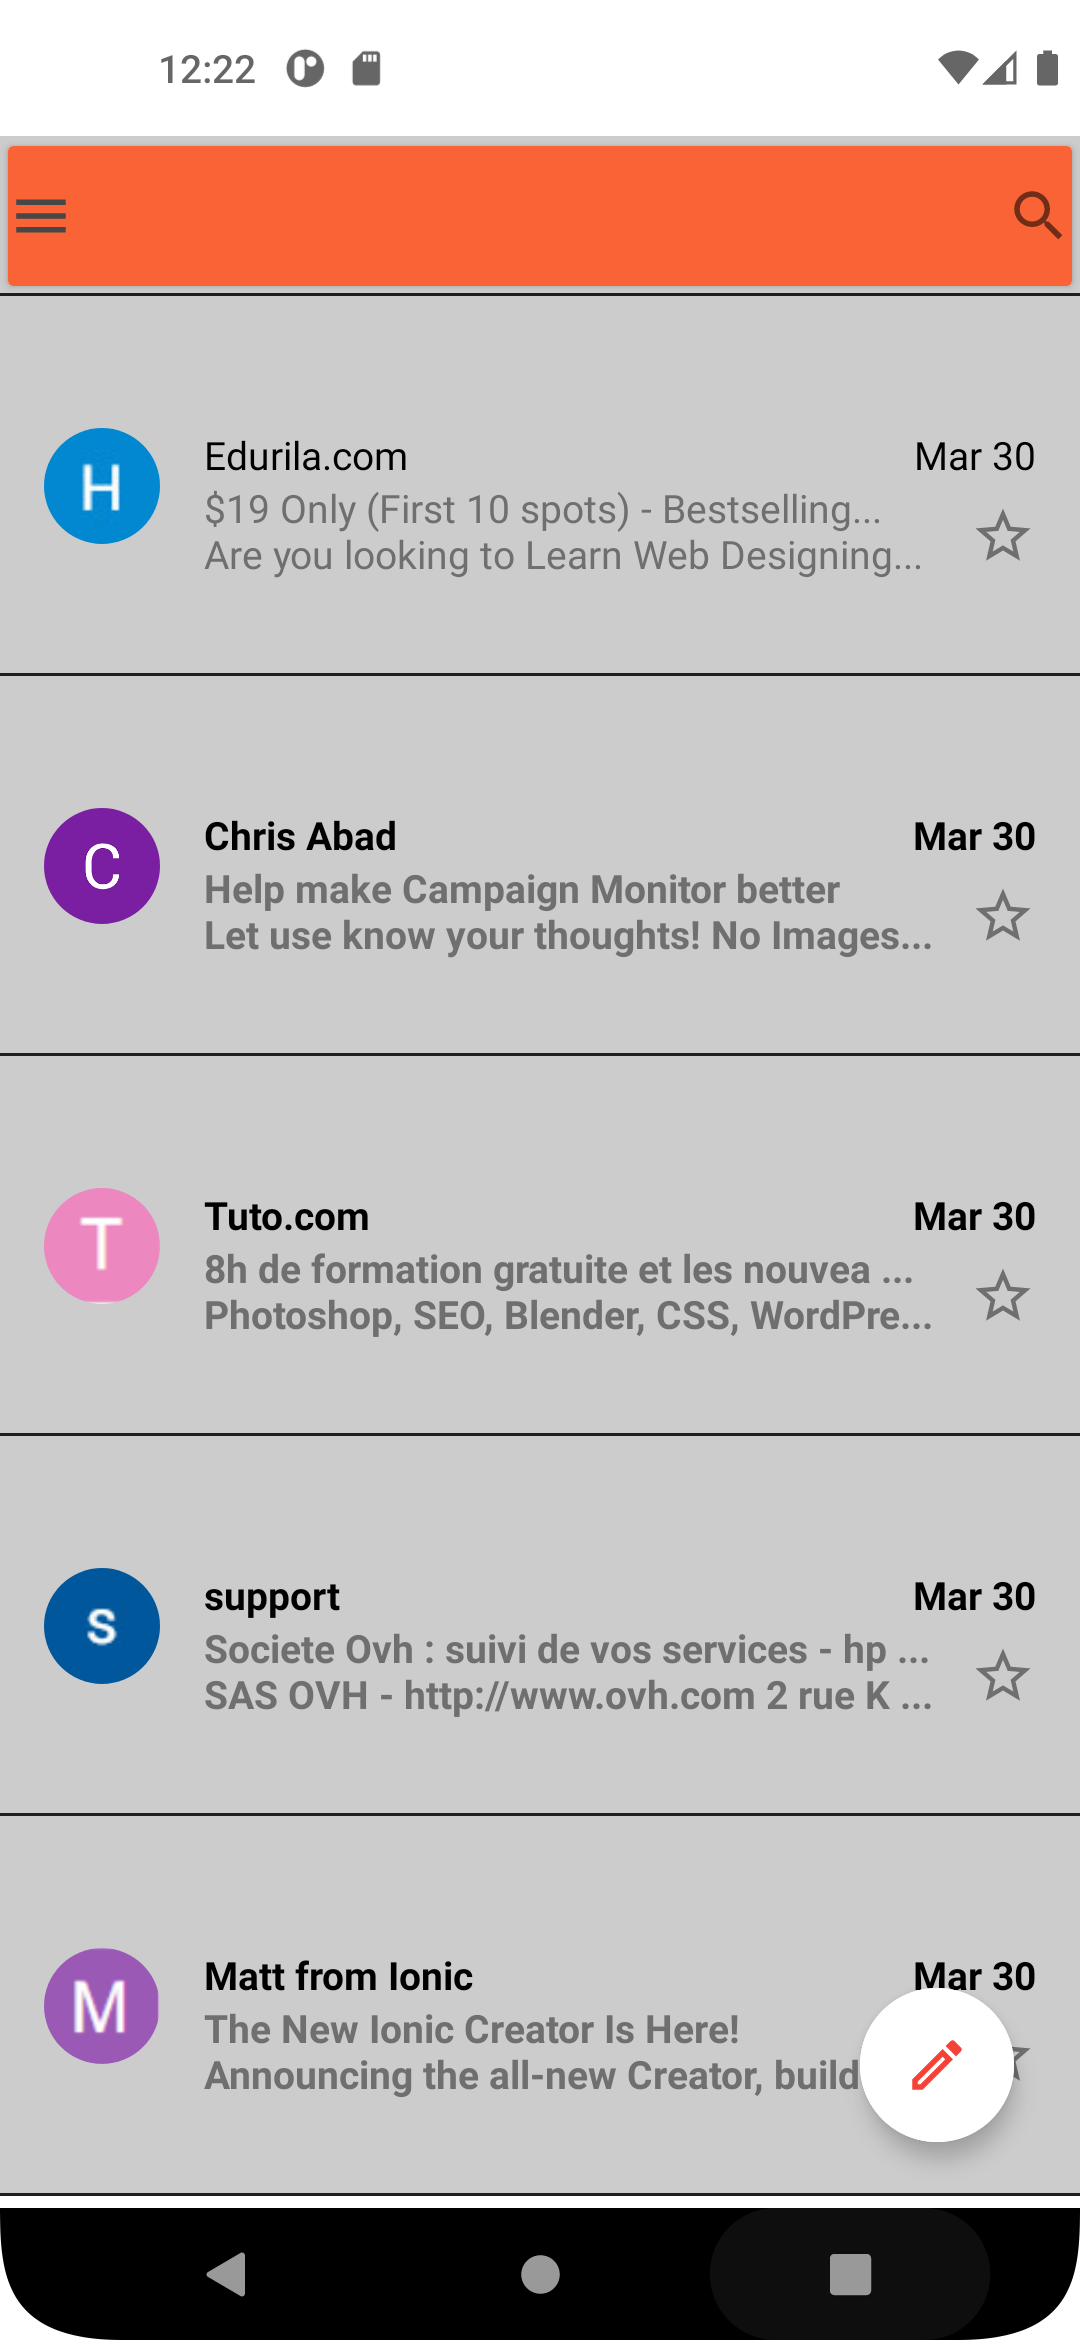 12:22
H
Edurila.com
Mar 30
$19 Only (First 10 spots) - Bestselling...
Are you looking to Learn Web Designing...
C
Chris Abad
Mar 30
Help make Campaign Monitor better
Let use know your thoughts! No Images...
T
Tuto.com
Mar 30
8h de formation gratuite et les nouvea ...
Photoshop, SEO, Blender, CSS, WordPre...
S
support
Mar 30
Societe Ovh : suivi de vos services - hp ...
SAS OVH - http://www.ovh.com 2 rue K ...
M
Matt from Ionic
Mar 30
The New Ionic Creator Is Here!
Announcing the all-new Creator, build